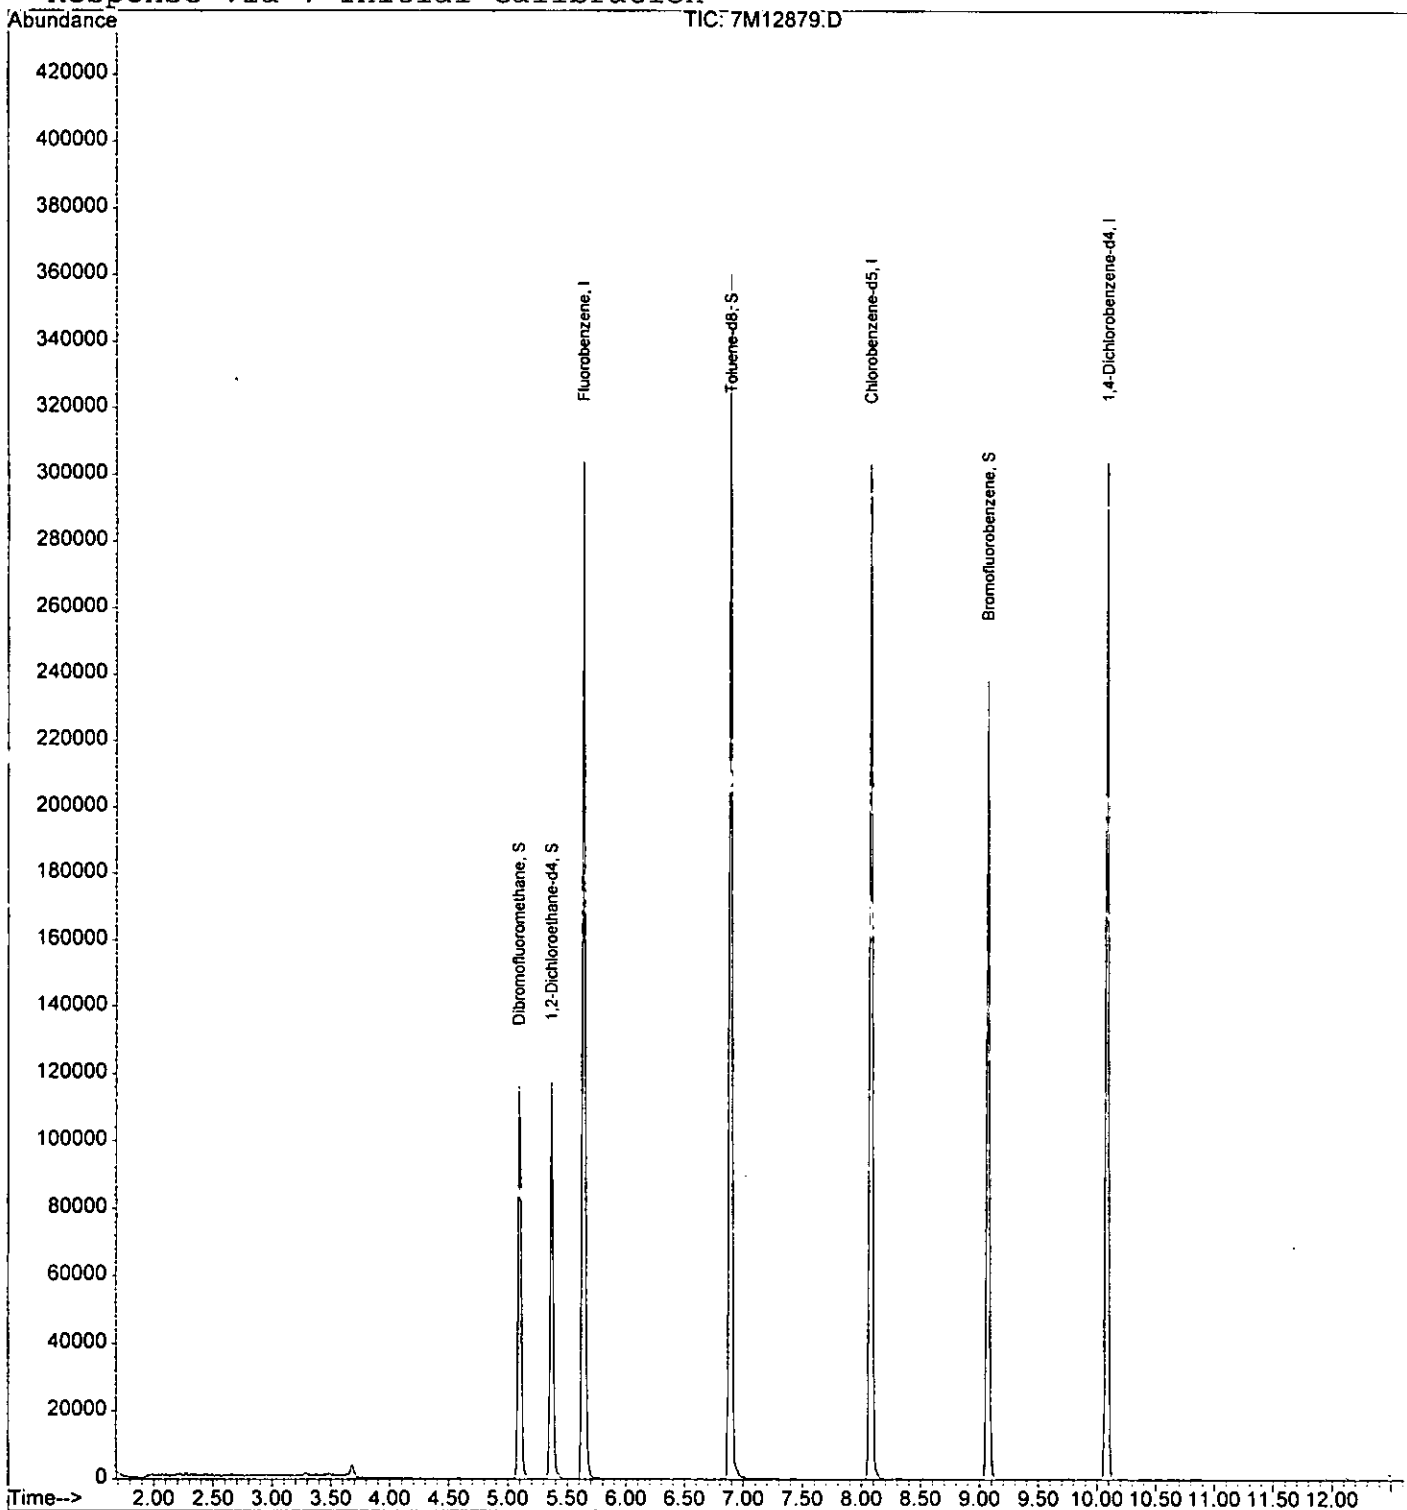 Response via : Initial Calibration
Abundance
TIC: 7M12879.D
420000
400000
380000
360000
340000
320000
300000
280000
260000
240000
220000
200000
180000
160000
140000
120000
100000
80000
60000
40000
20000
0
Dibromofluoromethane, S
1,2-Dichloroethane-d4, S
Fluorobenzene, I
Toluene-d8, S
Chlorobenzene-d5, I
Bromofluorobenzene, S
1,4-Dichlorobenzene-d4, I
Time--> 2.00 2.50 3.00 3.50 4.00 4.50 5.00 5.50 6.00 6.50 7.00 7.50 8.00 8.50 9.00 9.50 10.00 10.50 11.00 11.50 12.00